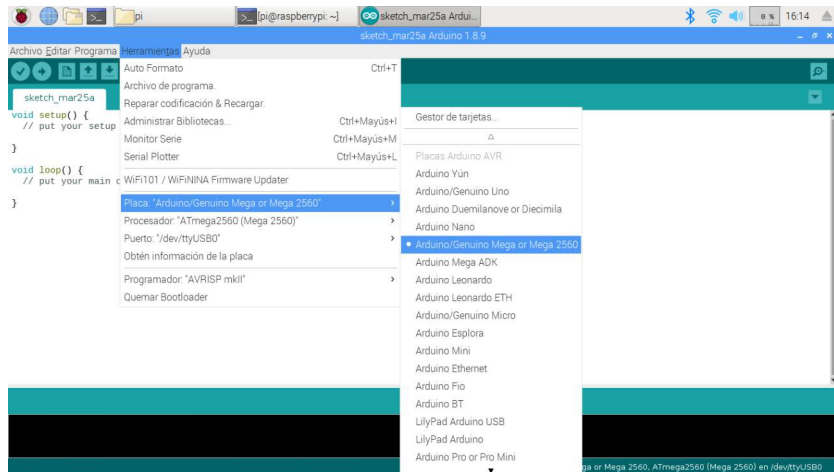 pi
[pi@raspberrypi: ~]
sketch_mar25a Ardui...
0 %
16:14
sketch_mar25a Arduino 1.8.9
Archivo Editar Programa Herramientas Ayuda
sketch_mar25a
void setup() {
// put your setup
}
void loop() {
// put your main c
}
Auto Formato Ctrl+T
Archivo de programa.
Reparar codificación & Recargar.
Administrar Bibliotecas... Ctrl+Mayús+I
Monitor Serie Ctrl+Mayús+M
Serial Plotter Ctrl+Mayús+L
WiFi101 / WiFiNINA Firmware Updater
Placa: "Arduino/Genuino Mega or Mega 2560"
Procesador: "ATmega2560 (Mega 2560)"
Puerto: "/dev/ttyUSB0"
Obtén información de la placa
Programador: "AVRISP mkII"
Quemar Bootloader
Gestor de tarjetas...
Placas Arduino AVR
Arduino Yún
Arduino/Genuino Uno
Arduino Duemilanove or Diecimila
Arduino Nano
Arduino/Genuino Mega or Mega 2560
Arduino Mega ADK
Arduino Leonardo
Arduino Leonardo ETH
Arduino/Genuino Micro
Arduino Esplora
Arduino Mini
Arduino Ethernet
Arduino Fio
Arduino BT
LilyPad Arduino USB
LilyPad Arduino
Arduino Pro or Pro Mini
ga or Mega 2560, ATmega2560 (Mega 2560) en /dev/ttyUSB0